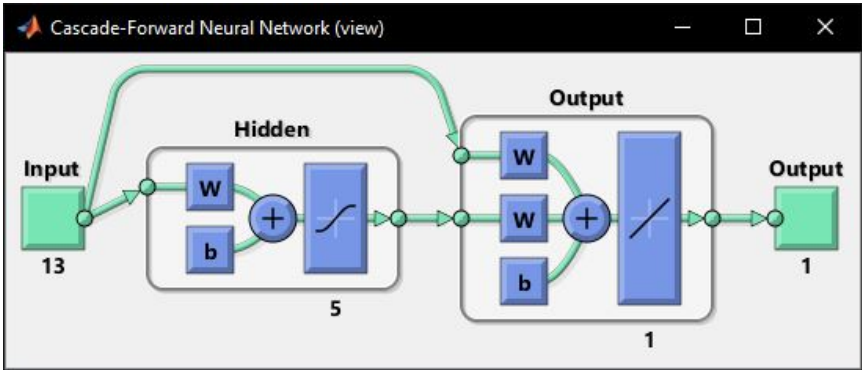 Cascade-Forward Neural Network (view)
Output
Hidden
Input
Output
W
W
W
b
b
13
1
5
1